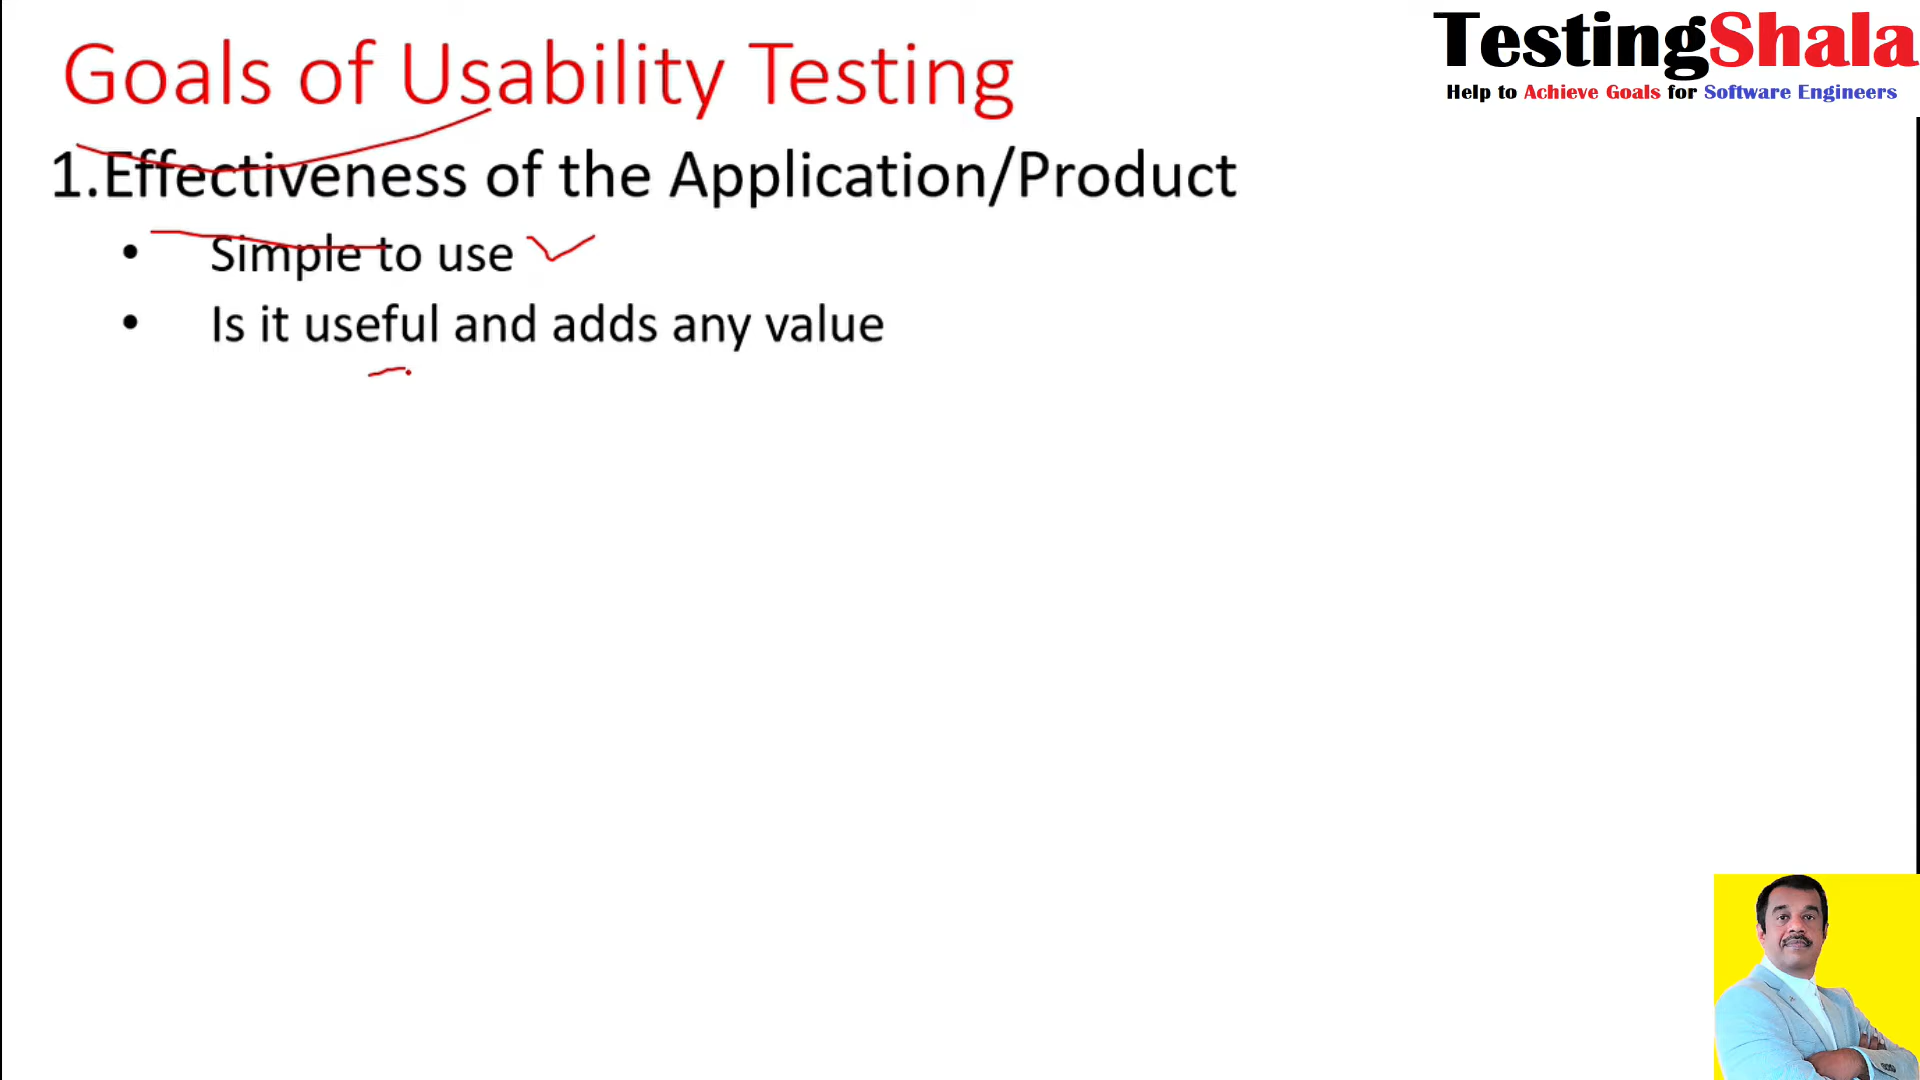 Goals of Usability Testing
TestingShala
Help to Achieve Goals for Software Engineers
1.Effectiveness of the Application/Product
• Simple to use
• Is it useful and adds any value